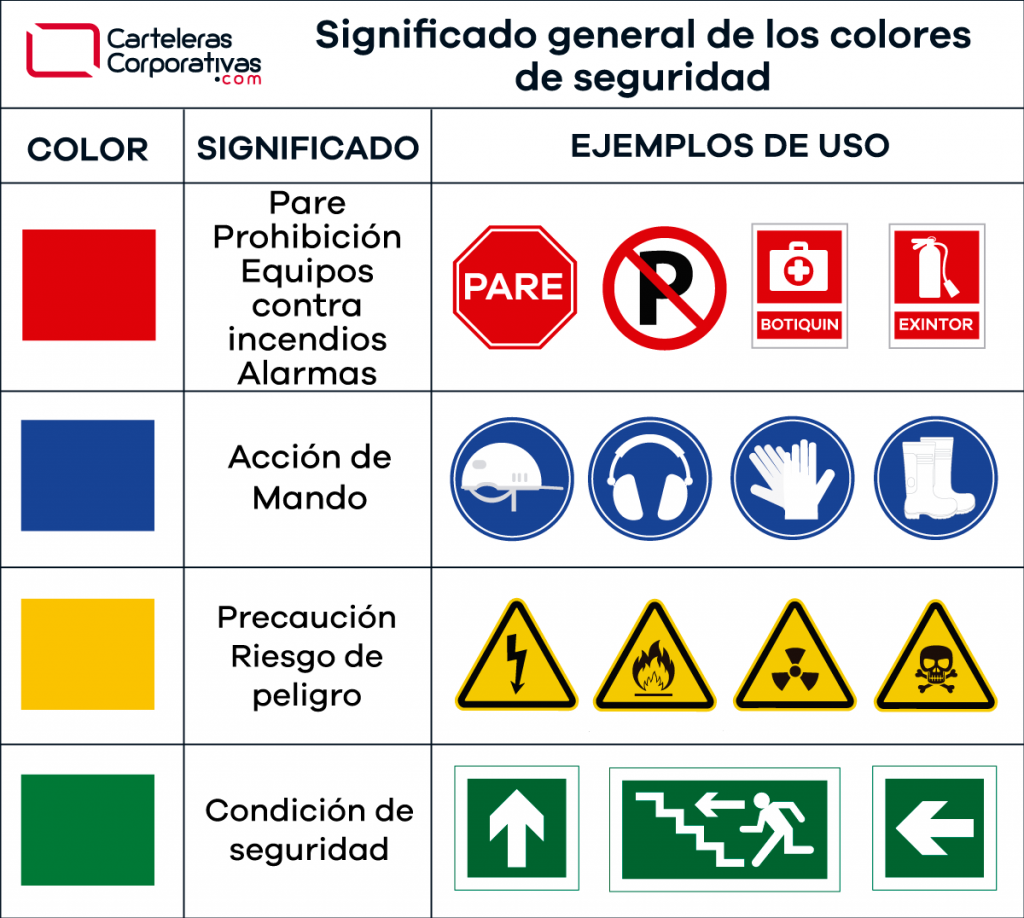 Carteleras
Corporativas
.com
Significado general de los colores
de seguridad
COLOR
SIGNIFICADO
EJEMPLOS DE USO
Pare
Prohibición
Equipos
contra
incendios
Alarmas
PARE
P
BOTIQUIN
EXINTOR
Acción de
Mando
Precaución
Riesgo de
peligro
Condición de
seguridad